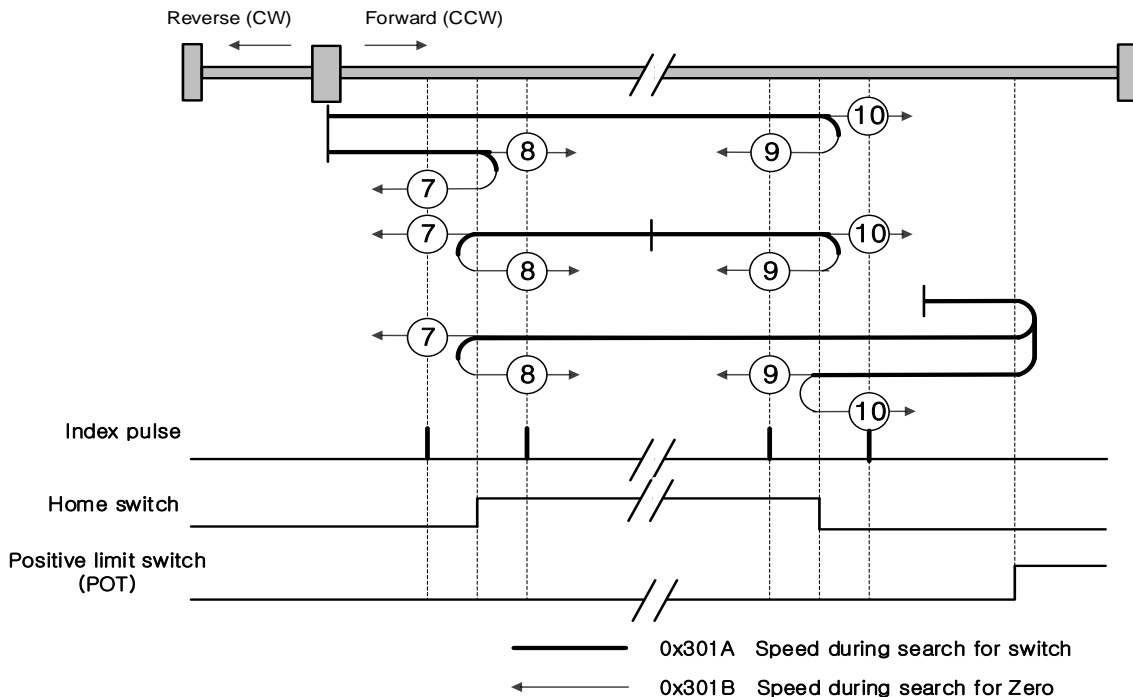 Reverse (CW) Forward (CCW)
10
8 9
7
7 10
8 9
7
8 9
10
Index pulse
Home switch
Positive limit switch
(POT)
0x301A Speed during search for switch
0x301B Speed during search for Zero